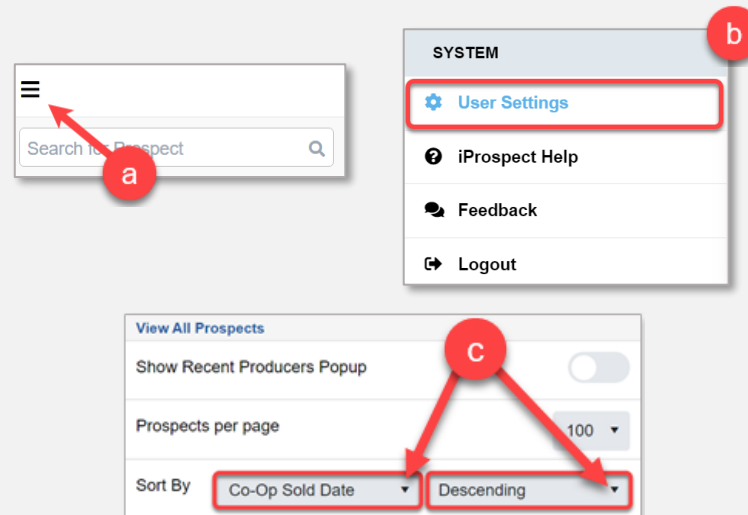 Search for Prospect
a
b
SYSTEM
User Settings
iProspect Help
Feedback
Logout
c
View All Prospects
Show Recent Producers Popup
Prospects per page
100
Sort By
Co-Op Sold Date
Descending